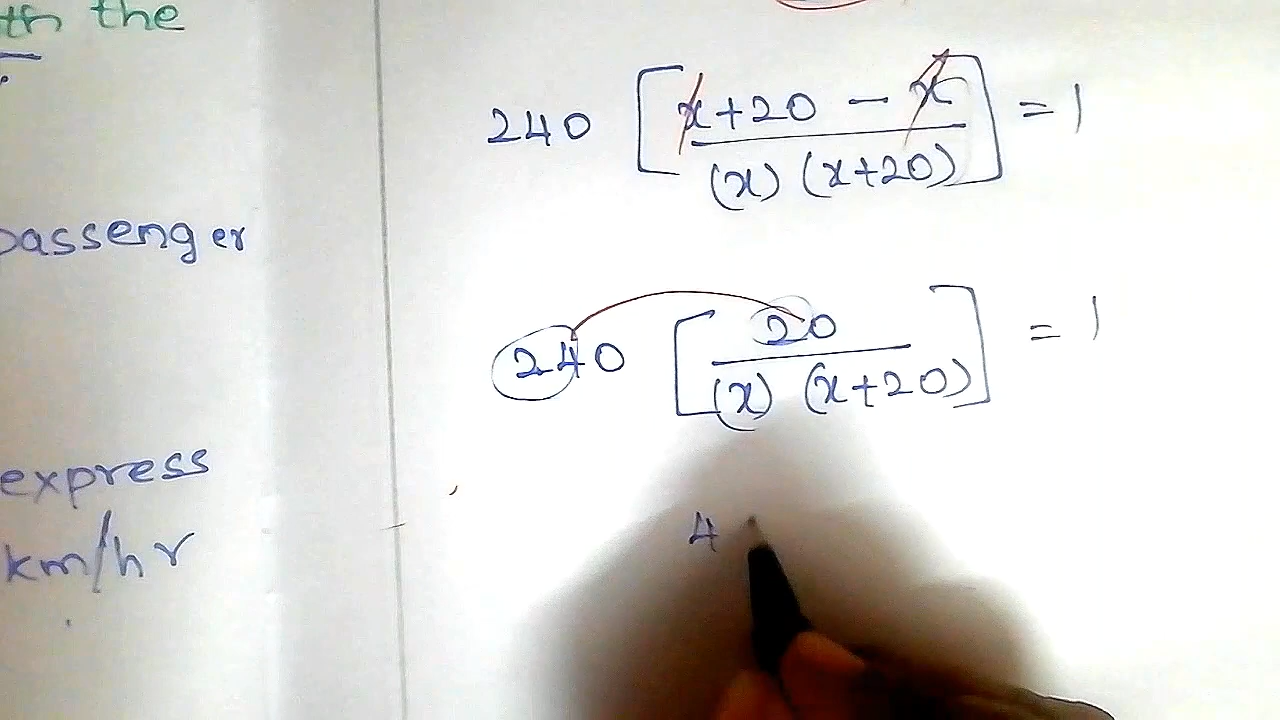 th the
passenger
express
km/hr
240 [x+20 - x / (x) (x+20)] = 1
240 [20 / (x) (x+20)] = 1
4